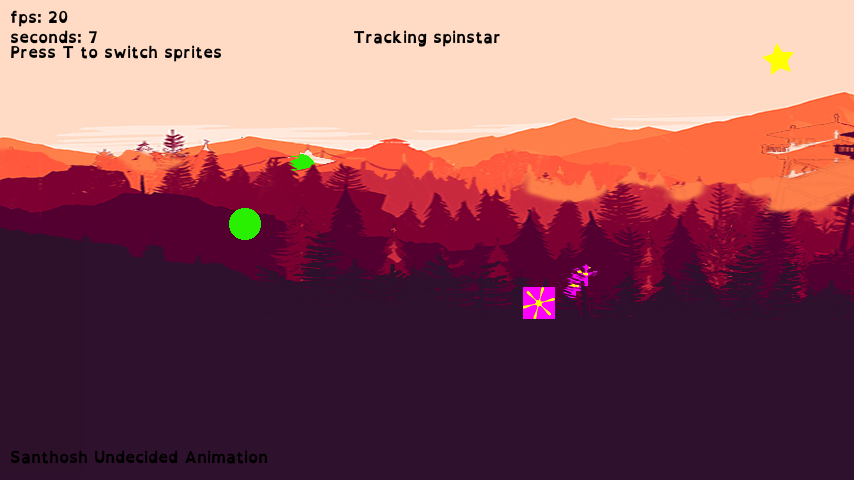 fps: 20
seconds: 7
Press T to switch sprites
Tracking spinstar
Santhosh Undecided Animation